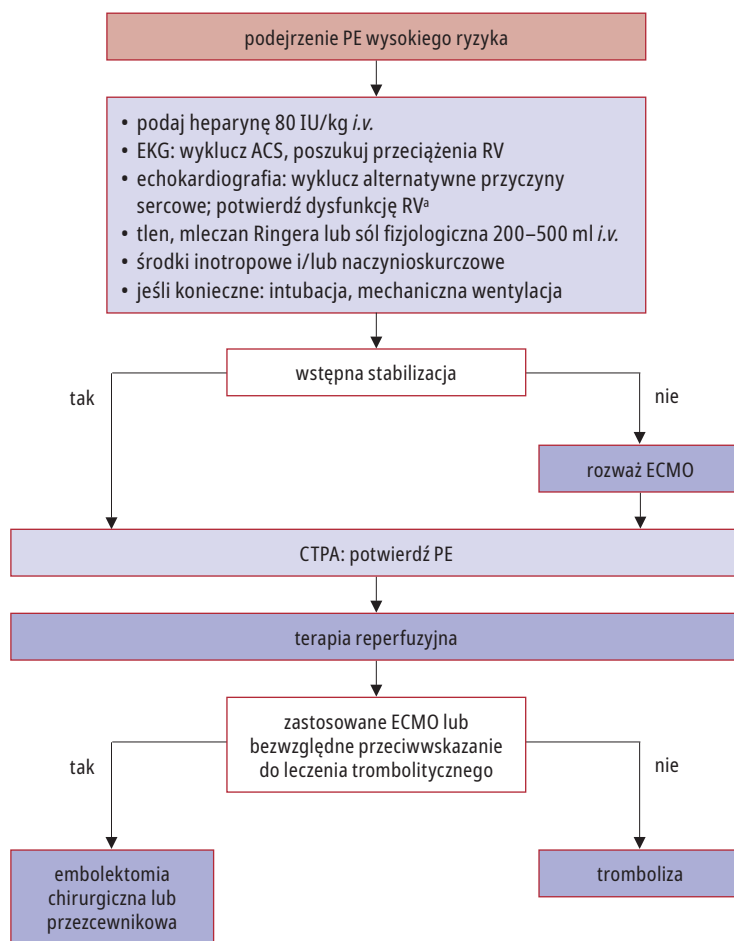 podejrzenie PE wysokiego ryzyka
• podaj heparynę 80 IU/kg i.v.
• EKG: wyklucz ACS, poszukuj przeciążenia RV
• echokardiografia: wyklucz alternatywne przyczyny
sercowe; potwierdź dysfunkcję RVᵃ
• tlen, mleczan Ringera lub sól fizjologiczna 200–500 ml i.v.
• środki inotropowe i/lub naczynioskurczowe
• jeśli konieczne: intubacja, mechaniczna wentylacja
wstępna stabilizacja
tak
nie
rozważ ECMO
CTPA: potwierdź PE
terapia reperfuzyjna
zastosowane ECMO lub
bezwzględne przeciwwskazanie
do leczenia trombolitycznego
tak
nie
embolektomia
chirurgiczna lub
przezcewnikowa
tromboliza